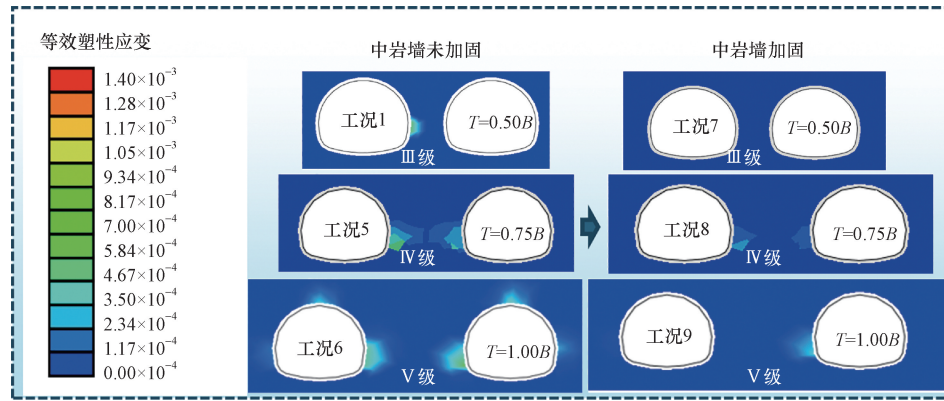 等效塑性应变
1.40×10⁻³
1.28×10⁻³
1.17×10⁻³
1.05×10⁻³
9.34×10⁻⁴
8.17×10⁻⁴
7.00×10⁻⁴
5.84×10⁻⁴
4.67×10⁻⁴
3.50×10⁻⁴
2.34×10⁻⁴
1.17×10⁻⁴
0.00×10⁻⁴
中岩墙未加固
工况1
T=0.50B
Ⅲ级
工况5
T=0.75B
Ⅳ级
工况6
T=1.00B
Ⅴ级
中岩墙加固
工况7
T=0.50B
Ⅲ级
工况8
T=0.75B
Ⅳ级
工况9
T=1.00B
Ⅴ级